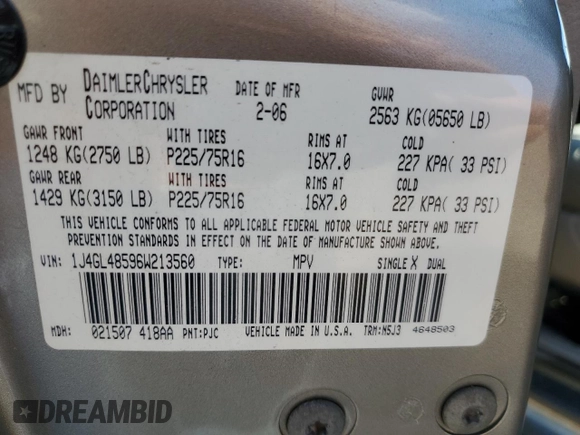 MFD BY DAIMLERCHRYSLER CORPORATION DATE OF MFR 2-06 GVWR 2563 KG(05650 LB)
GAWR FRONT WITH TIRES RIMS AT COLD
1248 KG(2750 LB) P225/75R16 16X7.0 227 KPA( 33 PSI)
GAWR REAR WITH TIRES RIMS AT COLD
1429 KG(3150 LB) P225/75R16 16X7.0 227 KPA( 33 PSI)
THIS VEHICLE CONFORMS TO ALL APPLICABLE FEDERAL MOTOR VEHICLE SAFETY AND THEFT
PREVENTION STANDARDS IN EFFECT ON THE DATE OF MANUFACTURE SHOWN ABOVE.
VIN: 1J4GL48596W213560 TYPE: MPV SINGLE X DUAL
MDH: 021507 418AA PNT:PJC VEHICLE MADE IN U.S.A. TRM:N5J3 4648503
DREAMBID